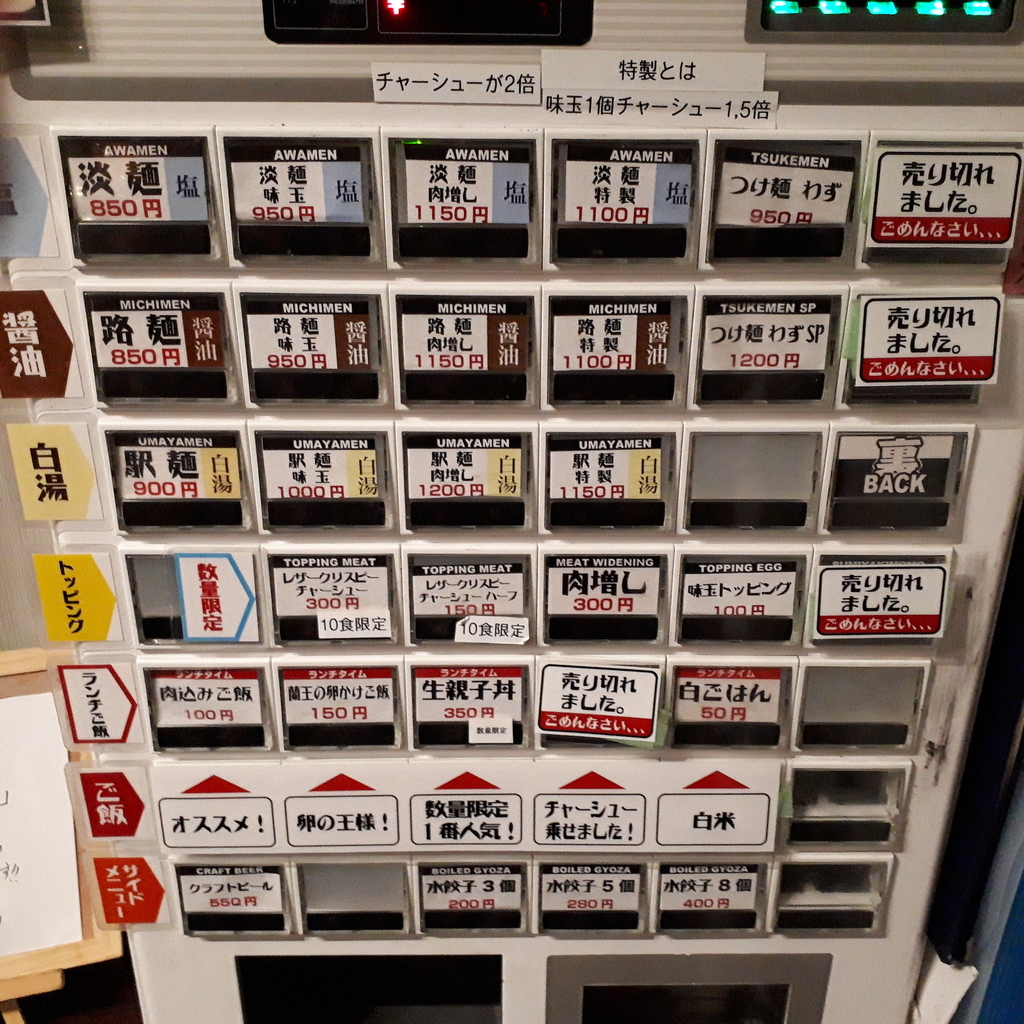 チャーシューが2倍
特製とは
味玉1個チャーシュー1,5倍
塩
AWAMEN
淡麺 塩
850円
AWAMEN
淡麺 塩
味玉
950円
AWAMEN
淡麺 塩
肉増し
1150円
AWAMEN
淡麺 塩
特製
1100円
TSUKEMEN
つけ麺 わず
950円
売り切れ
ました。
ごめんなさい、、、
醤油
MICHIMEN
路麺 醤油
850円
MICHIMEN
路麺 醤油
味玉
950円
MICHIMEN
路麺 醤油
肉増し
1150円
MICHIMEN
路麺 醤油
特製
1100円
TSUKEMEN SP
つけ麺 わずSP
1200円
売り切れ
ました。
ごめんなさい、、、
白湯
UMAYAMEN
駅麺 白湯
900円
UMAYAMEN
駅麺 白湯
味玉
1000円
UMAYAMEN
駅麺 白湯
肉増し
1200円
UMAYAMEN
駅麺 白湯
特製
1150円
裏
BACK
トッピング
数量限定
TOPPING MEAT
レザークリスピー
チャーシュー
300円
10食限定
TOPPING MEAT
レザークリスピー
チャーシューハーフ
150円
10食限定
MEAT WIDENING
肉増し
300円
TOPPING EGG
味玉トッピング
100円
売り切れ
ました。
ごめんなさい、、、
ランチご飯
ランチタイム
肉込みご飯
100円
ランチタイム
蘭王の卵かけご飯
150円
ランチタイム
生親子丼
350円
数量限定
売り切れ
ました。
ごめんなさい、、、
ランチタイム
白ごはん
50円
ご飯
オススメ!
卵の王様!
数量限定
1番人気!
チャーシュー
乗せました!
白米
サイドメニュー
CRAFT BEER
クラフトビール
550円
BOILED GYOZA
水餃子3個
200円
BOILED GYOZA
水餃子5個
280円
BOILED GYOZA
水餃子8個
400円